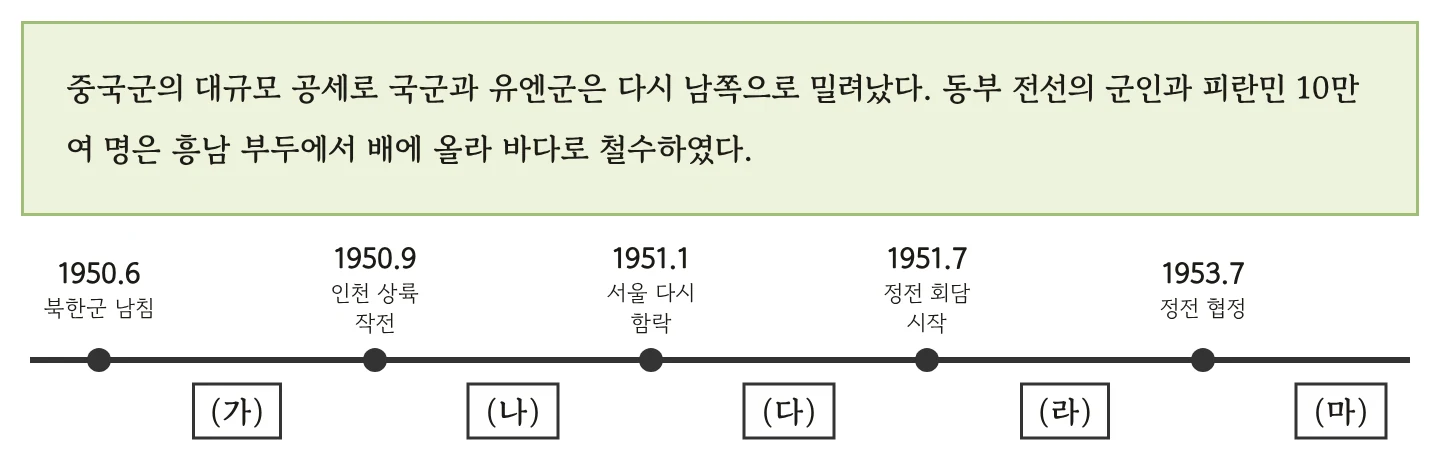 중국군의 대규모 공세로 국군과 유엔군은 다시 남쪽으로 밀려났다. 동부 전선의 군인과 피란민 10만
여 명은 흥남 부두에서 배에 올라 바다로 철수하였다.
1950.6
북한군 남침
1950.9
인천 상륙
작전
1951.1
서울 다시
함락
1951.7
정전 회담
시작
1953.7
정전 협정
(가)
(나)
(다)
(라)
(마)